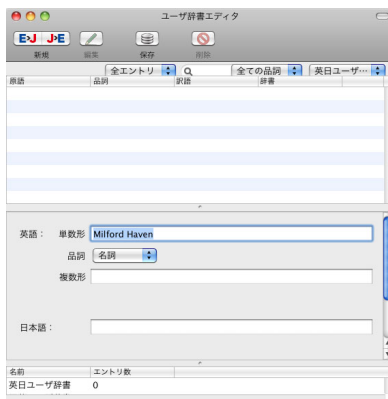 ユーザ辞書エディタ
E›J J›E
新規 編集 保存 削除
全エントリ 全ての品詞 英日ユーザ…
原語 品詞 訳語 辞書
英語： 単数形 Milford Haven
品詞 名詞
複数形
日本語：
名前 エントリ数
英日ユーザ辞書 0